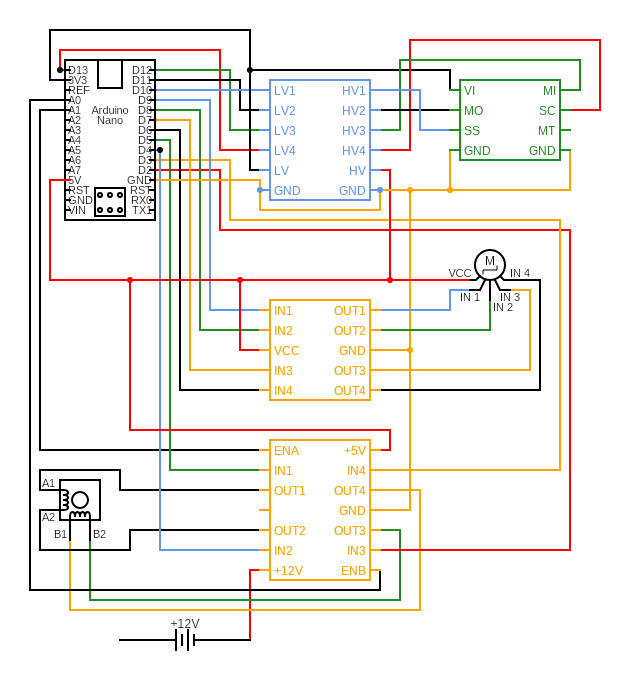 D13
3V3
REF
A0
A1
A2
A3
A4
A5
A6
A7
5V
RST
GND
VIN
Arduino
Nano
D12
D11
D10
D9
D8
D7
D6
D5
D4
D3
D2
GND
RST
RX0
TX1
LV1
LV2
LV3
LV4
LV
GND
HV1
HV2
HV3
HV4
HV
GND
VI
MO
SS
GND
MI
SC
MT
GND
M
VCC
IN 4
IN 1
IN 3
IN 2
IN1
IN2
VCC
IN3
IN4
OUT1
OUT2
GND
OUT3
OUT4
ENA
IN1
OUT1
OUT2
IN2
+12V
+5V
IN4
OUT4
GND
OUT3
IN3
ENB
A1
A2
B1
B2
+12V